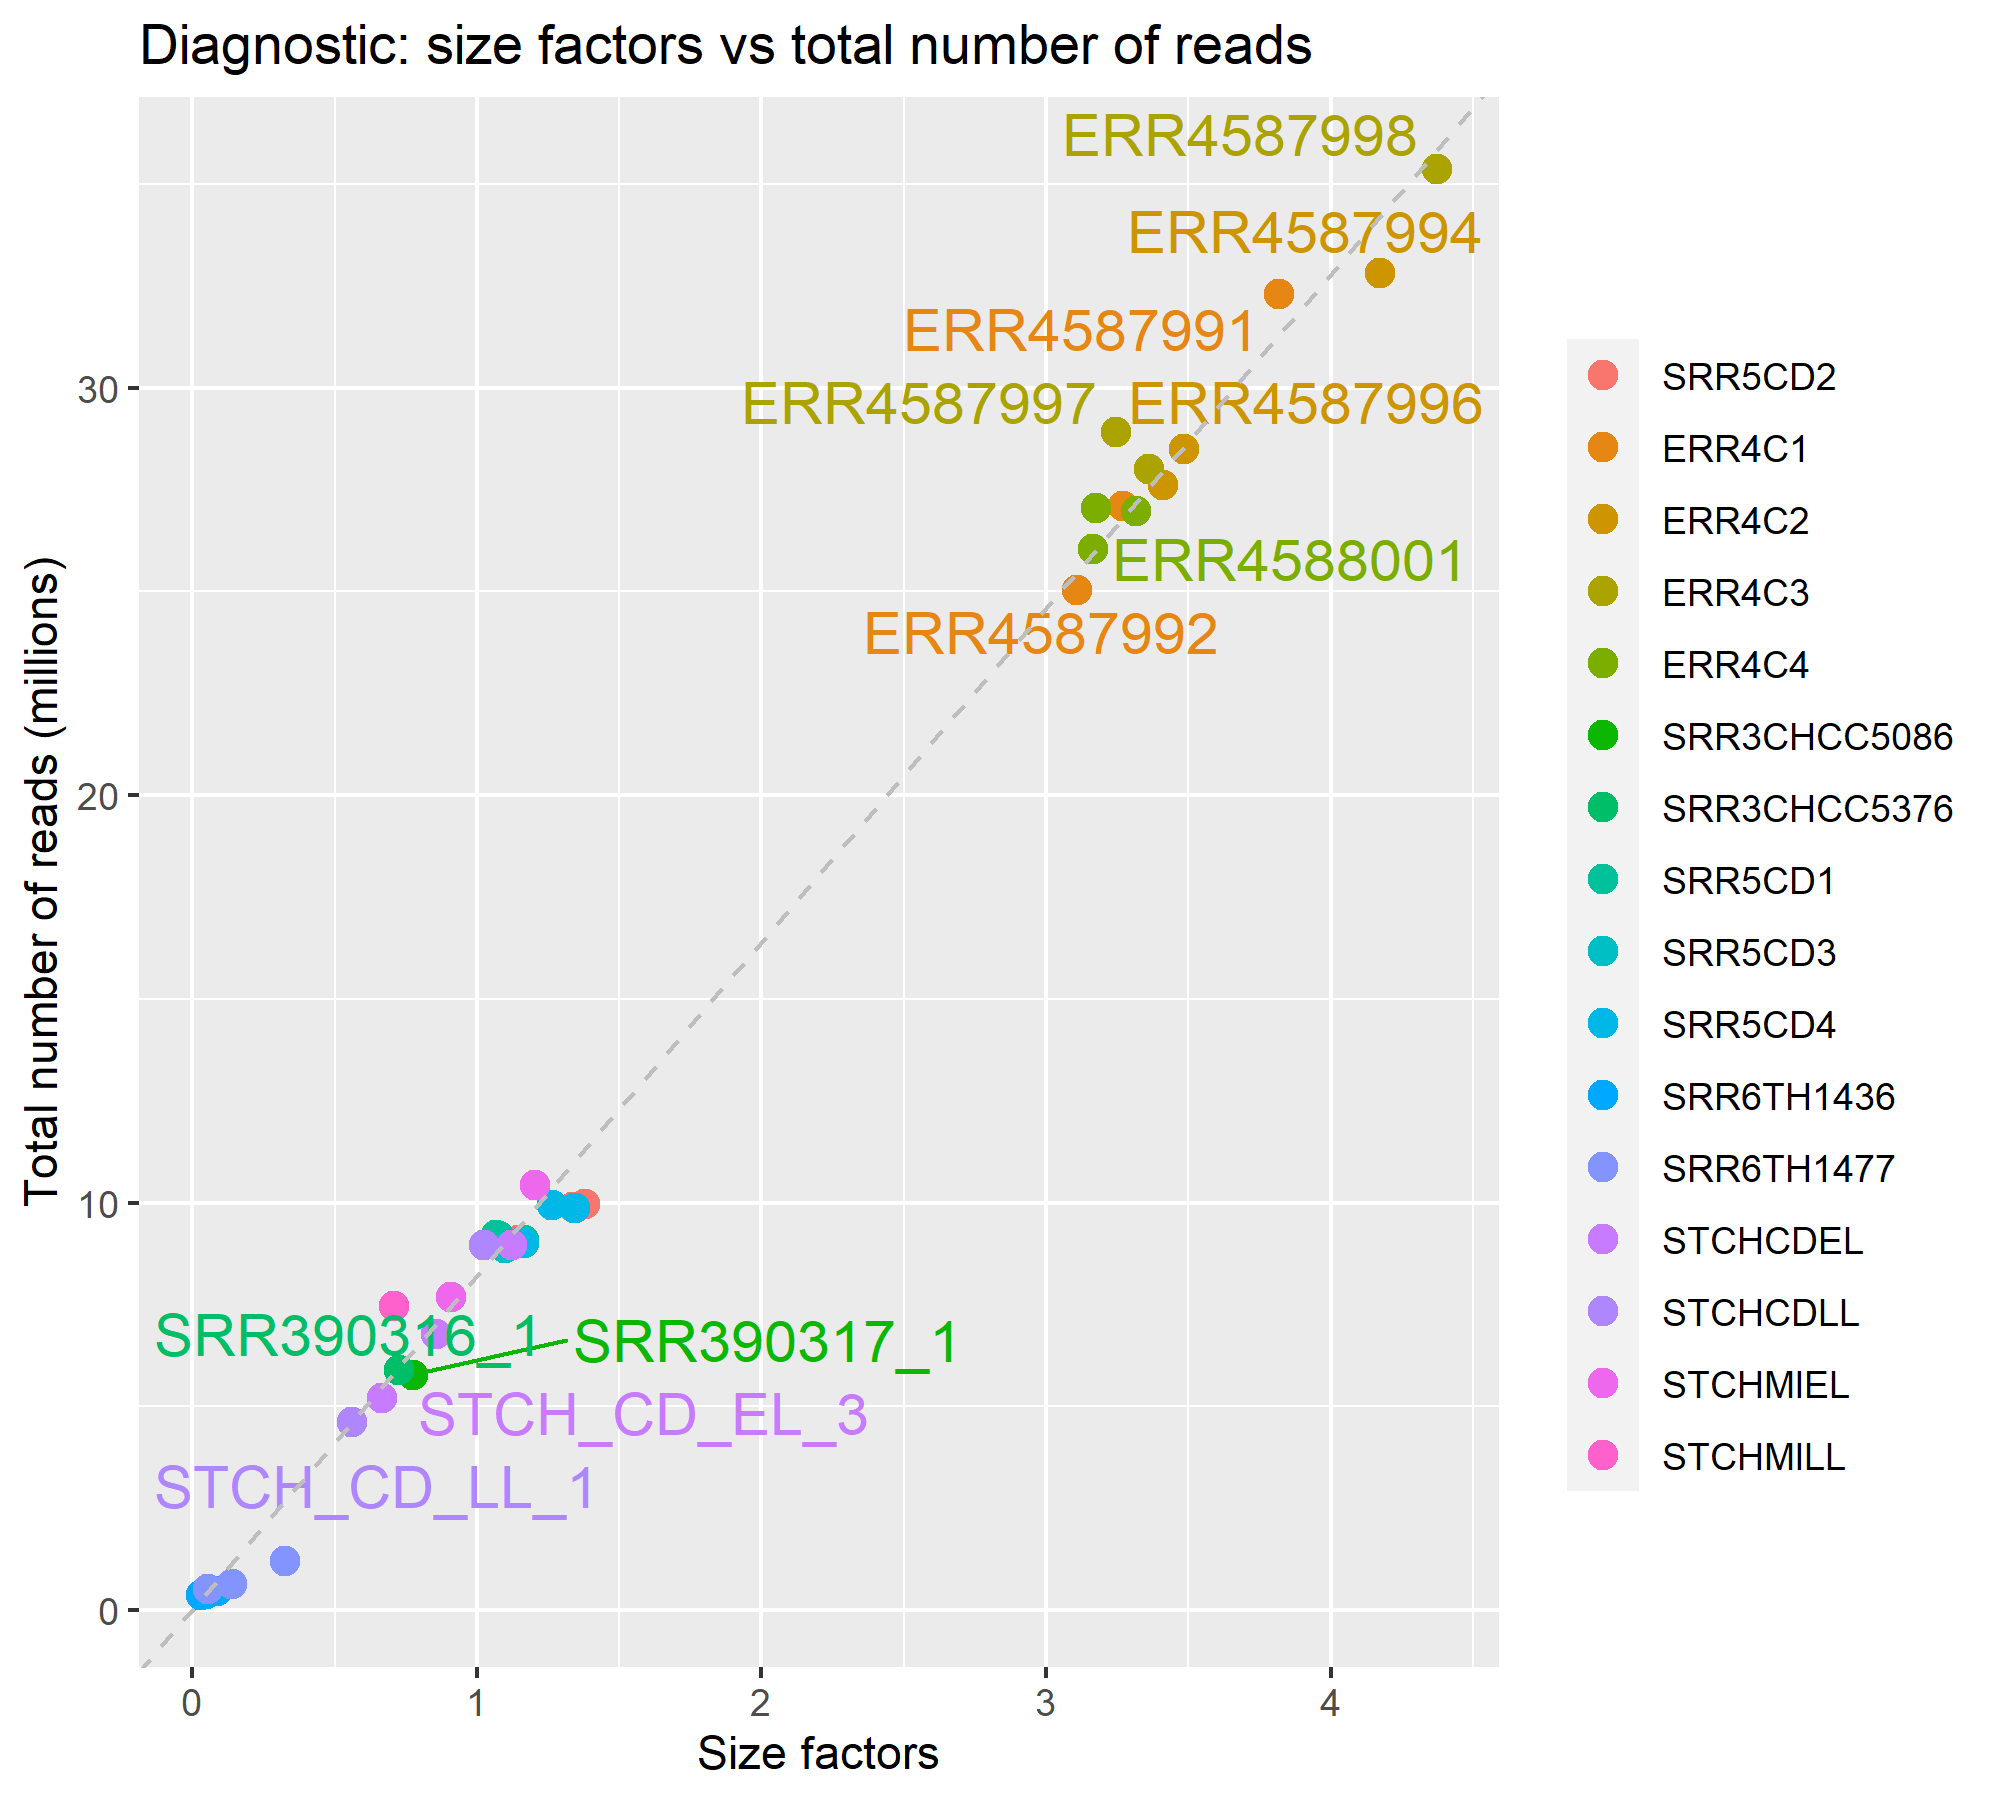 Diagnostic: size factors vs total number of reads
ERR4587998
ERR4587994
ERR4587991
ERR4587997
ERR4587996
ERR4588001
ERR4587992
SRR390316_1
SRR390317_1
STCH_CD_EL_3
STCH_CD_LL_1
30
20
10
0
Total number of reads (millions)
0
1
2
3
4
Size factors
SRR5CD2
ERR4C1
ERR4C2
ERR4C3
ERR4C4
SRR3CHCC5086
SRR3CHCC5376
SRR5CD1
SRR5CD3
SRR5CD4
SRR6TH1436
SRR6TH1477
STCHCDEL
STCHCDLL
STCHMIEL
STCHMILL